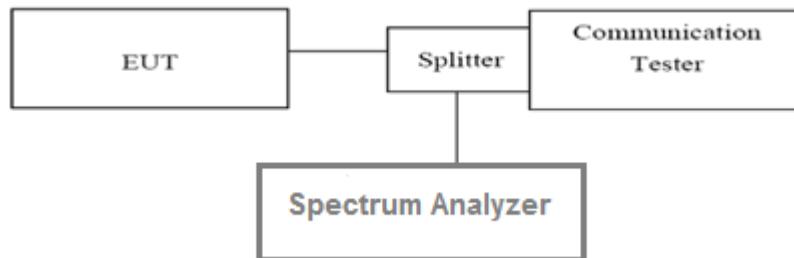 EUT
Splitter
Communication
Tester
Spectrum Analyzer